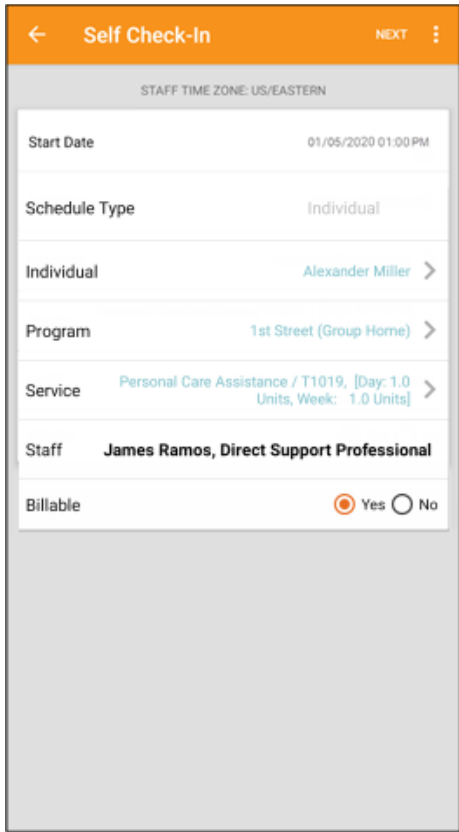 Self Check-In NEXT
STAFF TIME ZONE: US/EASTERN
Start Date 01/05/2020 01:00 PM
Schedule Type Individual
Individual Alexander Miller
Program 1st Street (Group Home)
Service Personal Care Assistance / T1019, [Day: 1.0
Units, Week: 1.0 Units]
Staff James Ramos, Direct Support Professional
Billable Yes No